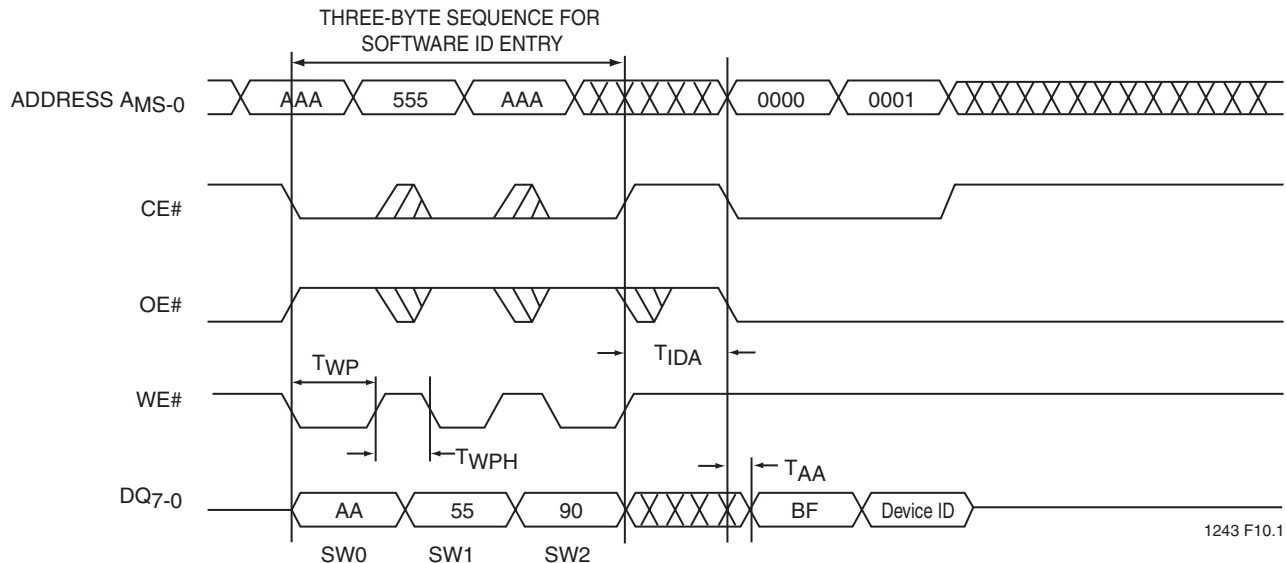 THREE-BYTE SEQUENCE FOR
SOFTWARE ID ENTRY
ADDRESS AMS-0
AAA 555 AAA 0000 0001
CE#
OE#
TWP
TIDA
WE#
TWPH
TAA
DQ7-0
AA 55 90 BF Device ID
SW0 SW1 SW2
1243 F10.1